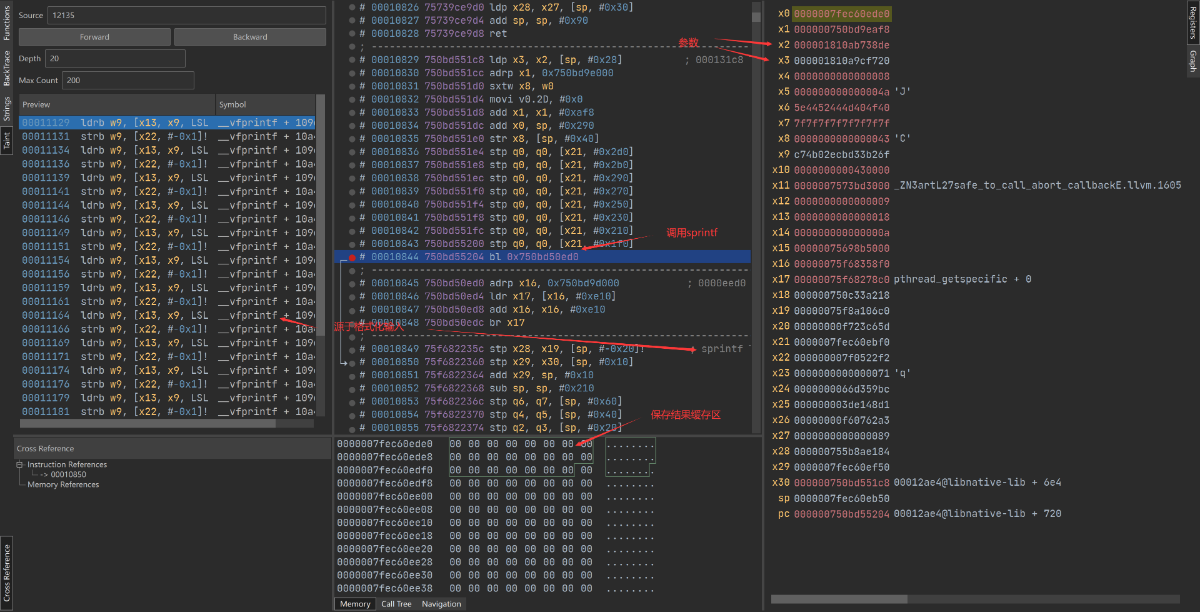 Functions
BackTrace
Strings
Taint
Cross Reference
Source 12135
Forward Backward
Depth 20
Max Count 200
Preview Symbol
00011129 ldrb w9, [x13, x9, LSL __vfprintf + 109
00011131 strb w9, [x22, #-0x1]! __vfprintf + 10a
00011134 ldrb w9, [x13, x9, LSL __vfprintf + 109
00011136 strb w9, [x22, #-0x1]! __vfprintf + 10a
00011139 ldrb w9, [x13, x9, LSL __vfprintf + 109
00011141 strb w9, [x22, #-0x1]! __vfprintf + 10a
00011144 ldrb w9, [x13, x9, LSL __vfprintf + 109
00011146 strb w9, [x22, #-0x1]! __vfprintf + 10a
00011149 ldrb w9, [x13, x9, LSL __vfprintf + 109
00011151 strb w9, [x22, #-0x1]! __vfprintf + 10a
00011154 ldrb w9, [x13, x9, LSL __vfprintf + 109
00011156 strb w9, [x22, #-0x1]! __vfprintf + 10a
00011159 ldrb w9, [x13, x9, LSL __vfprintf + 109
00011161 strb w9, [x22, #-0x1]! __vfprintf + 10a
00011164 ldrb w9, [x13, x9, LSL __vfprintf + 109
00011166 strb w9, [x22, #-0x1]! __vfprintf + 10a
00011169 ldrb w9, [x13, x9, LSL __vfprintf + 109
00011171 strb w9, [x22, #-0x1]! __vfprintf + 10a
00011174 ldrb w9, [x13, x9, LSL __vfprintf + 109
00011176 strb w9, [x22, #-0x1]! __vfprintf + 10a
00011179 ldrb w9, [x13, x9, LSL __vfprintf + 109
00011181 strb w9, [x22, #-0x1]! __vfprintf + 10a
Cross Reference
Instruction References
--> 00010850
Memory References
# 00010826 75739ce9d0 ldp x28, x27, [sp, #0x30]
# 00010827 75739ce9d4 add sp, sp, #0x90
# 00010828 75739ce9d8 ret
# 00010829 750bd551c8 ldp x3, x2, [sp, #0x28] ; 000131c8
# 00010830 750bd551cc adrp x1, 0x750bd9e000
# 00010831 750bd551d0 sxtw x8, w0
# 00010832 750bd551d4 movi v0.2D, #0x0
# 00010833 750bd551d8 add x1, x1, #0xaf8
# 00010834 750bd551dc add x0, sp, #0x290
# 00010835 750bd551e0 str x8, [sp, #0x40]
# 00010836 750bd551e4 stp q0, q0, [x21, #0x2d0]
# 00010837 750bd551e8 stp q0, q0, [x21, #0x2b0]
# 00010838 750bd551ec stp q0, q0, [x21, #0x290]
# 00010839 750bd551f0 stp q0, q0, [x21, #0x270]
# 00010840 750bd551f4 stp q0, q0, [x21, #0x250]
# 00010841 750bd551f8 stp q0, q0, [x21, #0x230]
# 00010842 750bd551fc stp q0, q0, [x21, #0x210]
# 00010843 750bd55200 stp q0, q0, [x21, #0x1f0]
调用sprintf
# 00010844 750bd55204 bl 0x750bd50ed0
# 00010845 750bd50ed0 adrp x16, 0x750bd9d000 ; 0000eed0
# 00010846 750bd50ed4 ldr x17, [x16, #0xe10]
# 00010847 750bd50ed8 add x16, x16, #0xe10
# 00010848 750bd50edc br x17
源于格式化输入
# 00010849 75f682235c stp x28, x19, [sp, #-0x20]! ; sprintf
# 00010850 75f6822360 stp x29, x30, [sp, #0x10]
# 00010851 75f6822364 add x29, sp, #0x10
# 00010852 75f6822368 sub sp, sp, #0x210
# 00010853 75f682236c stp q6, q7, [sp, #0x60]
# 00010854 75f6822370 stp q4, q5, [sp, #0x40]
# 00010855 75f6822374 stp q2, q3, [sp, #0x20]
保存结果缓存区
0000007fec60ede0 00 00 00 00 00 00 00 00 ........
0000007fec60ede8 00 00 00 00 00 00 00 00 ........
0000007fec60edf0 00 00 00 00 00 00 00 00 ........
0000007fec60edf8 00 00 00 00 00 00 00 00 ........
0000007fec60ee00 00 00 00 00 00 00 00 00 ........
0000007fec60ee08 00 00 00 00 00 00 00 00 ........
0000007fec60ee10 00 00 00 00 00 00 00 00 ........
0000007fec60ee18 00 00 00 00 00 00 00 00 ........
0000007fec60ee20 00 00 00 00 00 00 00 00 ........
0000007fec60ee28 00 00 00 00 00 00 00 00 ........
0000007fec60ee30 00 00 00 00 00 00 00 00 ........
0000007fec60ee38 00 00 00 00 00 00 00 00 ........
Memory Call Tree Navigation
参数
x0 0000007fec60ede0
x1 000000750bd9eaf8
x2 000001810ab738de
x3 000001810a9cf720
x4 0000000000000008
x5 000000000000004a 'J'
x6 5e4452444d404f40
x7 7f7f7f7f7f7f7f7f
x8 0000000000000043 'C'
x9 c74b02ecbd33b26f
x10 0000000000430000
x11 0000007573bd3000 _ZN3artL27safe_to_call_abort_callbackE.llvm.1605
x12 0000000000000009
x13 0000000000000018
x14 000000000000000a
x15 00000075698b5000
x16 00000075f68358f0
x17 00000075f68278c0 pthread_getspecific + 0
x18 000000750c33a218
x19 00000075f8a106c0
x20 00000000f723c65d
x21 0000007fec60ebf0
x22 000000007f0522f2
x23 0000000000000071 'q'
x24 0000000066d359bc
x25 000000003de148d1
x26 00000000f60762a3
x27 0000000000000089
x28 000000755b8ae184
x29 0000007fec60ef50
x30 000000750bd551c8 00012ae4@libnative-lib + 6e4
sp 0000007fec60eb50
pc 000000750bd55204 00012ae4@libnative-lib + 720
Registers
Graph